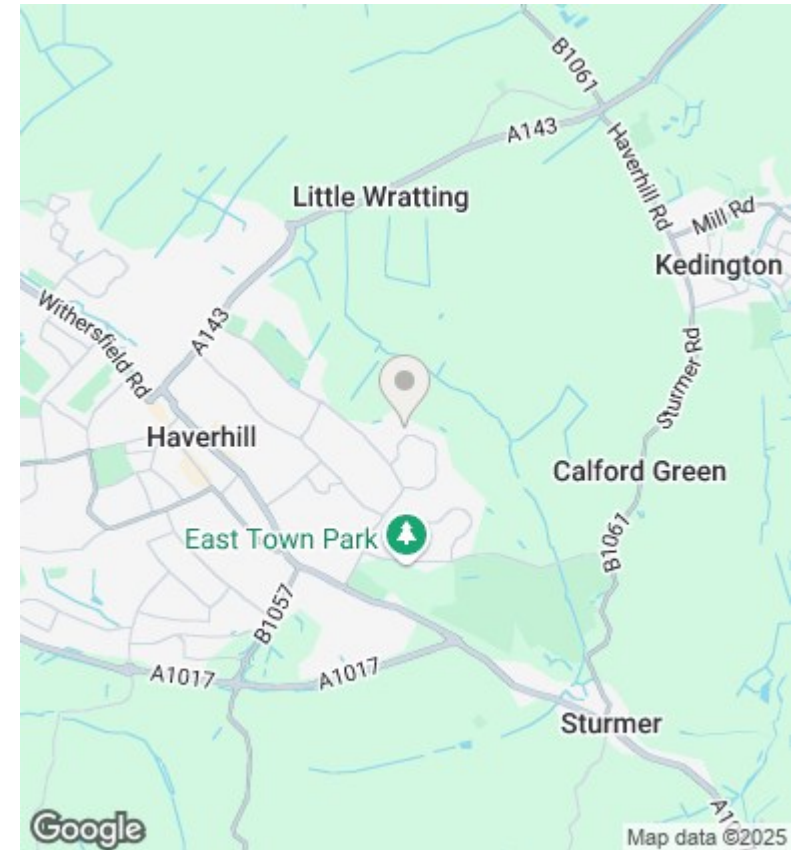 B1061
A143
Haverhill Rd
Little Wratting
Mill Rd
Kedington
Withersfield Rd
A143
Sturmer Rd
Haverhill
Calford Green
East Town Park
B1061
B1057
A1017
A1017
Sturmer
Google
Map data ©2025